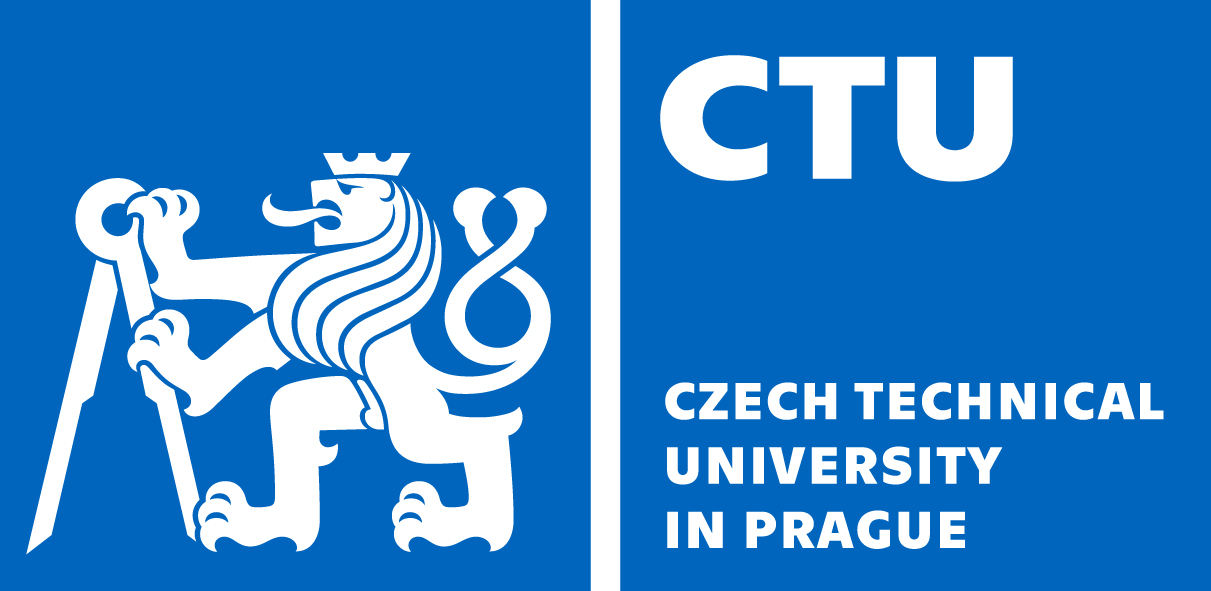 CTU
CZECH TECHNICAL
UNIVERSITY
IN PRAGUE